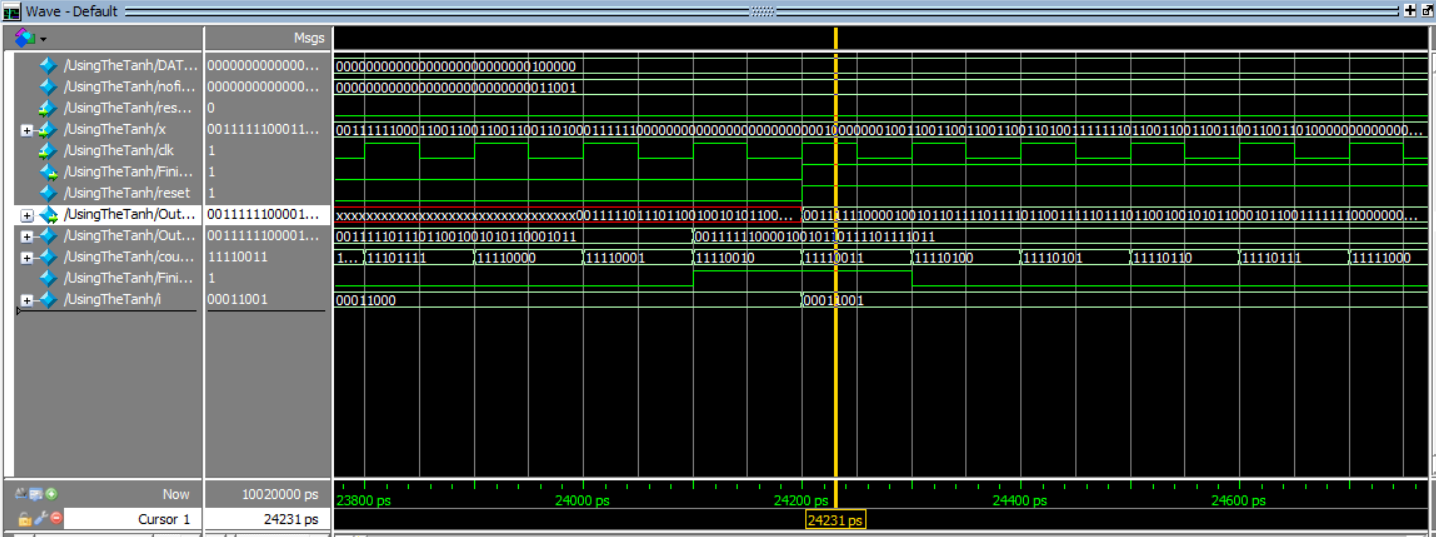 Wave - Default
Msgs
/UsingTheTanh/DAT... 0000000000000... 00000000000000000000000000100000
/UsingTheTanh/nofi... 0000000000000... 00000000000000000000000000011001
/UsingTheTanh/res... 0
/UsingTheTanh/x 0011111100011...
/UsingTheTanh/clk 1
/UsingTheTanh/Fini... 1
/UsingTheTanh/reset 1
/UsingTheTanh/Out... 0011111100001...
/UsingTheTanh/Out... 0011111100001... 00111110111011001001010110001011 00111111000010010110111101111011
/UsingTheTanh/cou... 11110011 1... 11101111 11110000 11110001 11110010 11110011 11110100 11110101 11110110 11110111 11111000
/UsingTheTanh/Fini... 1
/UsingTheTanh/i 00011001 00011000 00011001
Now 10020000 ps 23800 ps 24000 ps 24200 ps 24400 ps 24600 ps
Cursor 1 24231 ps 24231 ps